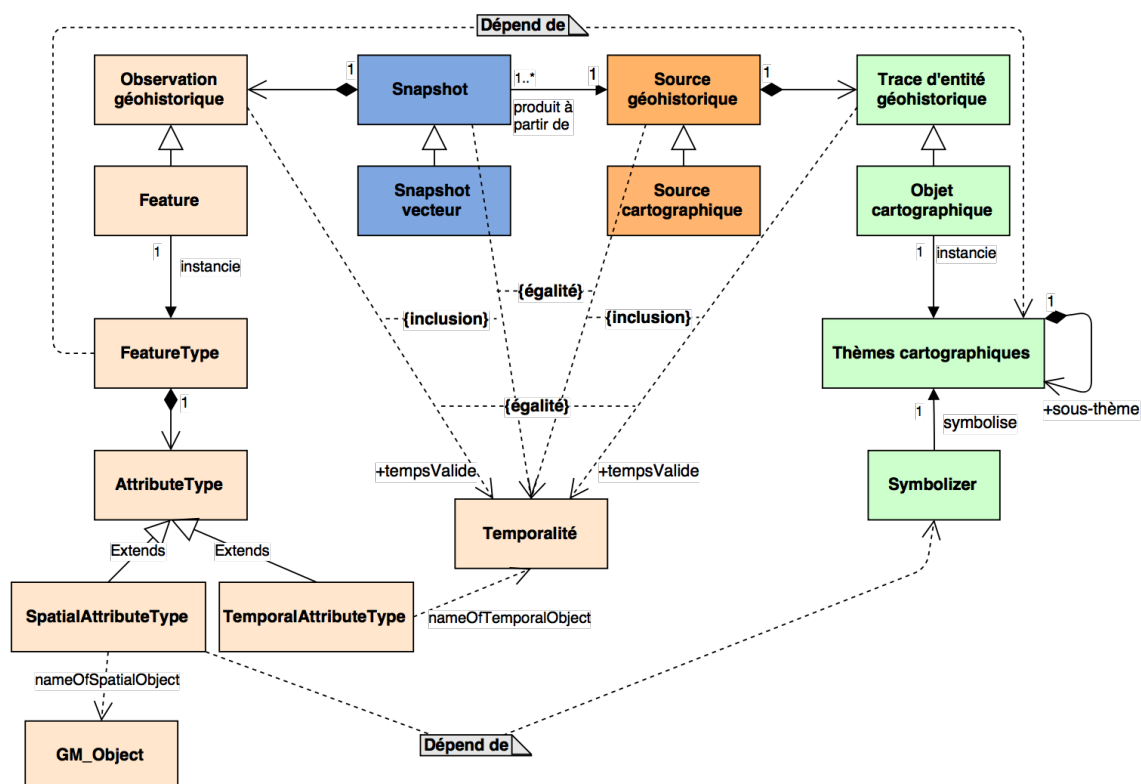 Dépend de
Observation
géohistorique
1
Snapshot
1..*
1
produit à
partir de
Source
géohistorique
1
Trace d'entité
géohistorique
Feature
Snapshot
vecteur
Source
cartographique
Objet
cartographique
1
instancie
1
instancie
{égalité}
{inclusion}
{inclusion}
1
FeatureType
Thèmes cartographiques
1
{égalité}
+sous-thème
1
symbolise
AttributeType
+tempsValide
+tempsValide
Symbolizer
Temporalité
Extends
Extends
SpatialAttributeType
TemporalAttributeType
nameOfTemporalObject
nameOfSpatialObject
GM_Object
Dépend de